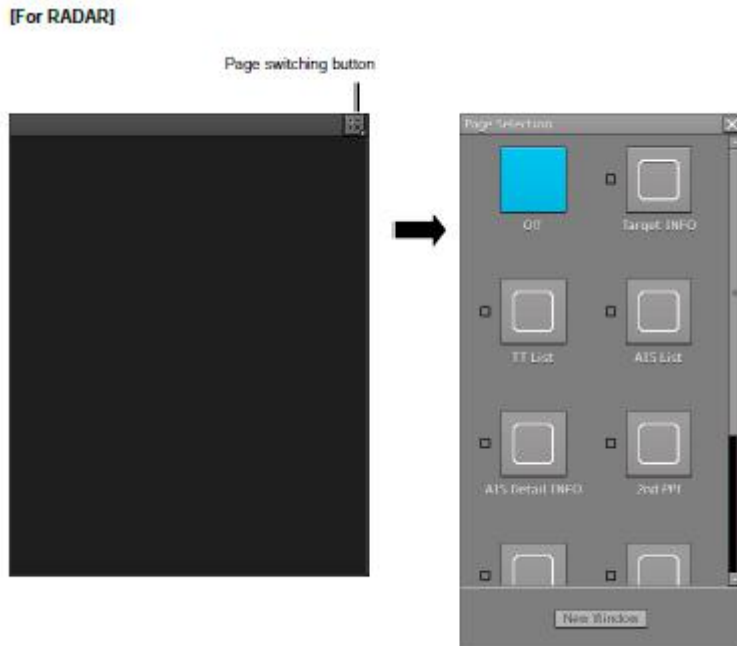 [For RADAR]
Page switching button
Page Selection
Off
Target INFO
TT List
AIS List
AIS Detail INFO
2nd PPI
New Window